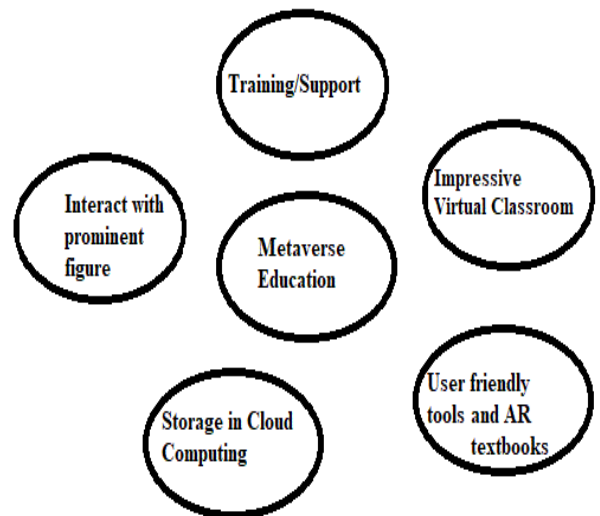 Training/Support
Impressive
Virtual Classroom
Interact with
prominent
figure
Metaverse
Education
User friendly
tools and AR
textbooks
Storage in Cloud
Computing